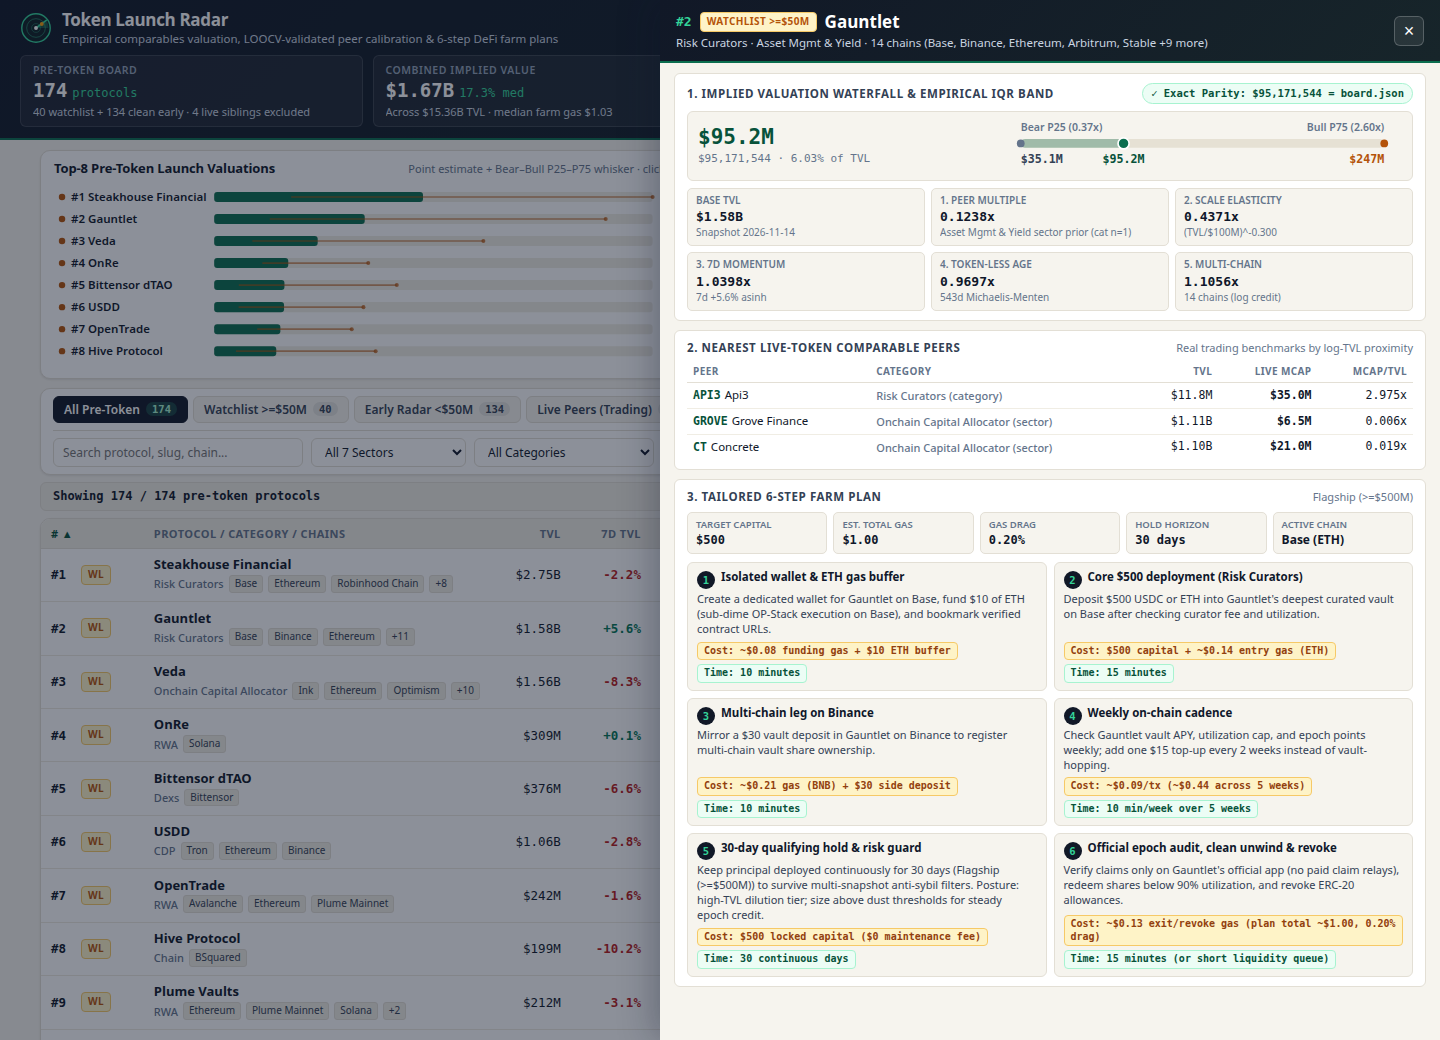 Token Launch Radar
Empirical comparables valuation, LOOCV-validated peer calibration & 6-step DeFi farm plans
PRE-TOKEN BOARD
174 protocols
40 watchlist + 134 clean early · 4 live siblings excluded
COMBINED IMPLIED VALUE
$1.67B 17.3% med
Across $15.36B TVL · median farm gas $1.03
Top-8 Pre-Token Launch Valuations
Point estimate + Bear–Bull P25–P75 whisker · clic
#1 Steakhouse Financial
#2 Gauntlet
#3 Veda
#4 OnRe
#5 Bittensor dTAO
#6 USDD
#7 OpenTrade
#8 Hive Protocol
All Pre-Token 174
Watchlist >=$50M 40
Early Radar <$50M 134
Live Peers (Trading)
Search protocol, slug, chain...
All 7 Sectors
All Categories
Showing 174 / 174 pre-token protocols
# ▲ PROTOCOL / CATEGORY / CHAINS TVL 7D TVL
#1 WL Steakhouse Financial $2.75B -2.2%
Risk Curators Base Ethereum Robinhood Chain +8
#2 WL Gauntlet $1.58B +5.6%
Risk Curators Base Binance Ethereum +11
#3 WL Veda $1.56B -8.3%
Onchain Capital Allocator Ink Ethereum Optimism +10
#4 WL OnRe $309M +0.1%
RWA Solana
#5 WL Bittensor dTAO $376M -6.6%
Dexs Bittensor
#6 WL USDD $1.06B -2.8%
CDP Tron Ethereum Binance
#7 WL OpenTrade $242M -1.6%
RWA Avalanche Ethereum Plume Mainnet
#8 WL Hive Protocol $199M -10.2%
Chain BSquared
#9 WL Plume Vaults $212M -3.1%
RWA Ethereum Plume Mainnet Solana +2
#2 WATCHLIST >=$50M Gauntlet
Risk Curators · Asset Mgmt & Yield · 14 chains (Base, Binance, Ethereum, Arbitrum, Stable +9 more)
×
1. IMPLIED VALUATION WATERFALL & EMPIRICAL IQR BAND
✓ Exact Parity: $95,171,544 = board.json
$95.2M
$95,171,544 · 6.03% of TVL
Bear P25 (0.37x) Bull P75 (2.60x)
$35.1M $95.2M $247M
BASE TVL
$1.58B
Snapshot 2026-11-14
1. PEER MULTIPLE
0.1238x
Asset Mgmt & Yield sector prior (cat n=1)
2. SCALE ELASTICITY
0.4371x
(TVL/$100M)^-0.300
3. 7D MOMENTUM
1.0398x
7d +5.6% asinh
4. TOKEN-LESS AGE
0.9697x
543d Michaelis-Menten
5. MULTI-CHAIN
1.1056x
14 chains (log credit)
2. NEAREST LIVE-TOKEN COMPARABLE PEERS
Real trading benchmarks by log-TVL proximity
PEER CATEGORY TVL LIVE MCAP MCAP/TVL
API3 Api3 Risk Curators (category) $11.8M $35.0M 2.975x
GROVE Grove Finance Onchain Capital Allocator (sector) $1.11B $6.5M 0.006x
CT Concrete Onchain Capital Allocator (sector) $1.10B $21.0M 0.019x
3. TAILORED 6-STEP FARM PLAN
Flagship (>=$500M)
TARGET CAPITAL
$500
EST. TOTAL GAS
$1.00
GAS DRAG
0.20%
HOLD HORIZON
30 days
ACTIVE CHAIN
Base (ETH)
1 Isolated wallet & ETH gas buffer
Create a dedicated wallet for Gauntlet on Base, fund $10 of ETH
(sub-dime OP-Stack execution on Base), and bookmark verified
contract URLs.
Cost: ~$0.08 funding gas + $10 ETH buffer
Time: 10 minutes
2 Core $500 deployment (Risk Curators)
Deposit $500 USDC or ETH into Gauntlet's deepest curated vault
on Base after checking curator fee and utilization.
Cost: $500 capital + ~$0.14 entry gas (ETH)
Time: 15 minutes
3 Multi-chain leg on Binance
Mirror a $30 vault deposit in Gauntlet on Binance to register
multi-chain vault share ownership.
Cost: ~$0.21 gas (BNB) + $30 side deposit
Time: 10 minutes
4 Weekly on-chain cadence
Check Gauntlet vault APY, utilization cap, and epoch points
weekly; add one $15 top-up every 2 weeks instead of vault-
hopping.
Cost: ~$0.09/tx (~$0.44 across 5 weeks)
Time: 10 min/week over 5 weeks
5 30-day qualifying hold & risk guard
Keep principal deployed continuously for 30 days (Flagship
(>=$500M)) to survive multi-snapshot anti-sybil filters. Posture:
high-TVL dilution tier; size above dust thresholds for steady
epoch credit.
Cost: $500 locked capital ($0 maintenance fee)
Time: 30 continuous days
6 Official epoch audit, clean unwind & revoke
Verify claims only on Gauntlet's official app (no paid claim relays),
redeem shares below 90% utilization, and revoke ERC-20
allowances.
Cost: ~$0.13 exit/revoke gas (plan total ~$1.00, 0.20%
drag)
Time: 15 minutes (or short liquidity queue)